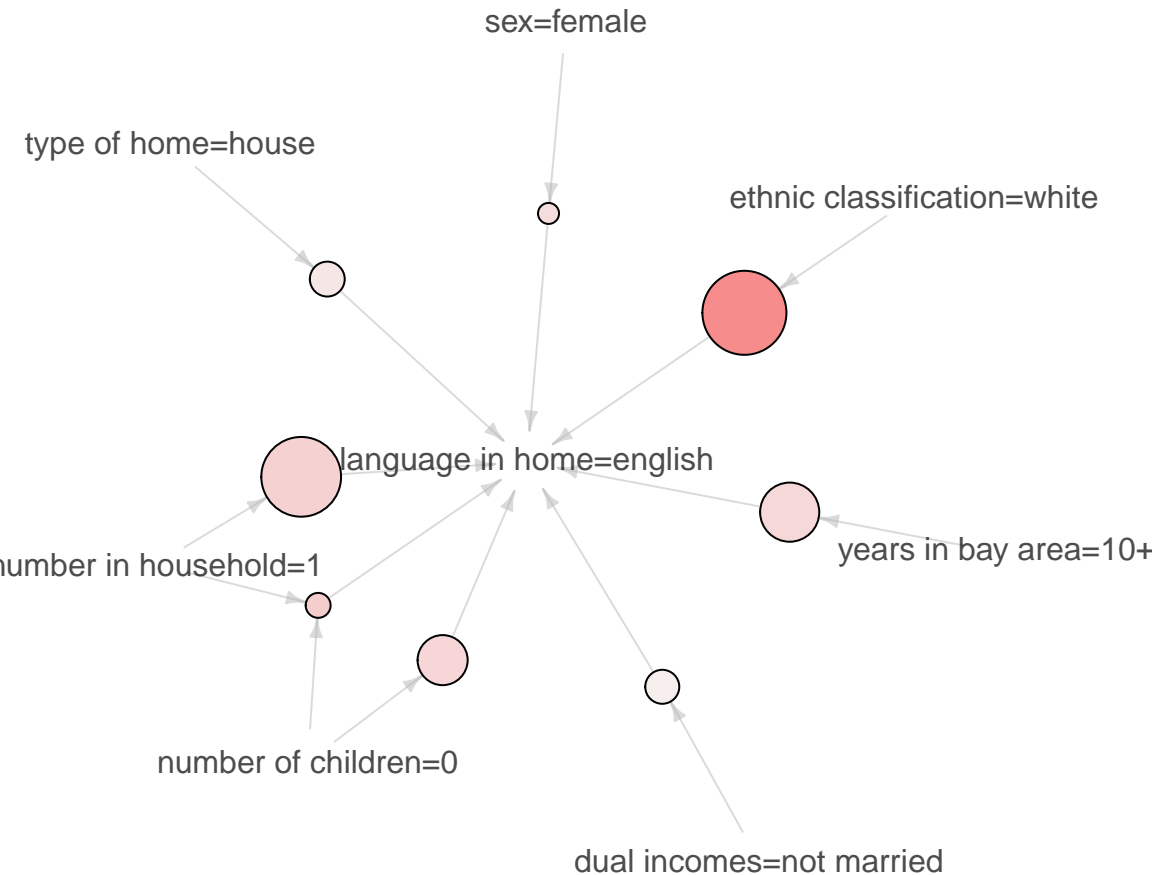 sex=female
type of home=house
ethnic classification=white
language in home=english
years in bay area=10+
number in household=1
number of children=0
dual incomes=not married